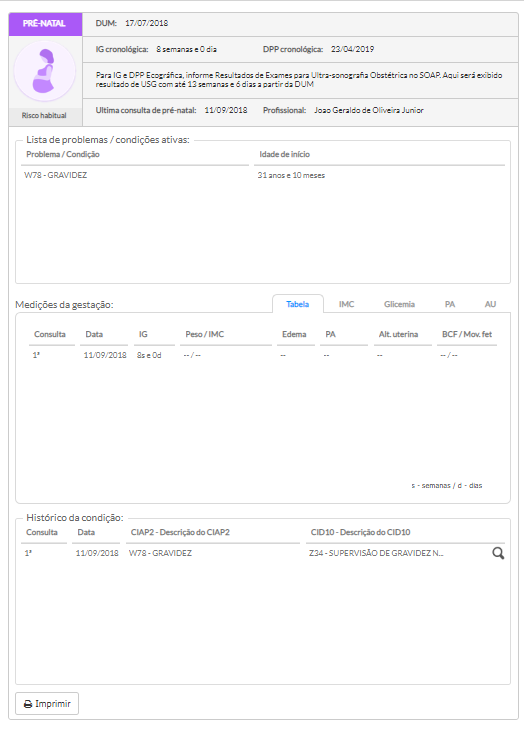 PRÉ-NATAL
DUM: 17/07/2018
IG cronológica: 8 semanas e 0 dia DPP cronológica: 23/04/2019
Para IG e DPP Ecográfica, informe Resultados de Exames para Ultra-sonografia Obstétrica no SOAP. Aqui será exibido
resultado de USG com até 13 semanas e 6 dias a partir da DUM
Risco habitual
Ultima consulta de pré-natal: 11/09/2018 Profissional: Joao Geraldo de Oliveira Junior
Lista de problemas / condições ativas:
Problema / Condição Idade de início
W78 - GRAVIDEZ 31 anos e 10 meses
Medições da gestação: Tabela IMC Glicemia PA AU
Consulta Data IG Peso / IMC Edema PA Alt. uterina BCF / Mov. fet
1ª 11/09/2018 8s e 0d -- / -- -- -- -- -- / --
s - semanas / d - dias
Histórico da condição:
Consulta Data CIAP2 - Descrição do CIAP2 CID10 - Descrição do CID10
1ª 11/09/2018 W78 - GRAVIDEZ Z34 - SUPERVISÃO DE GRAVIDEZ N...
Imprimir